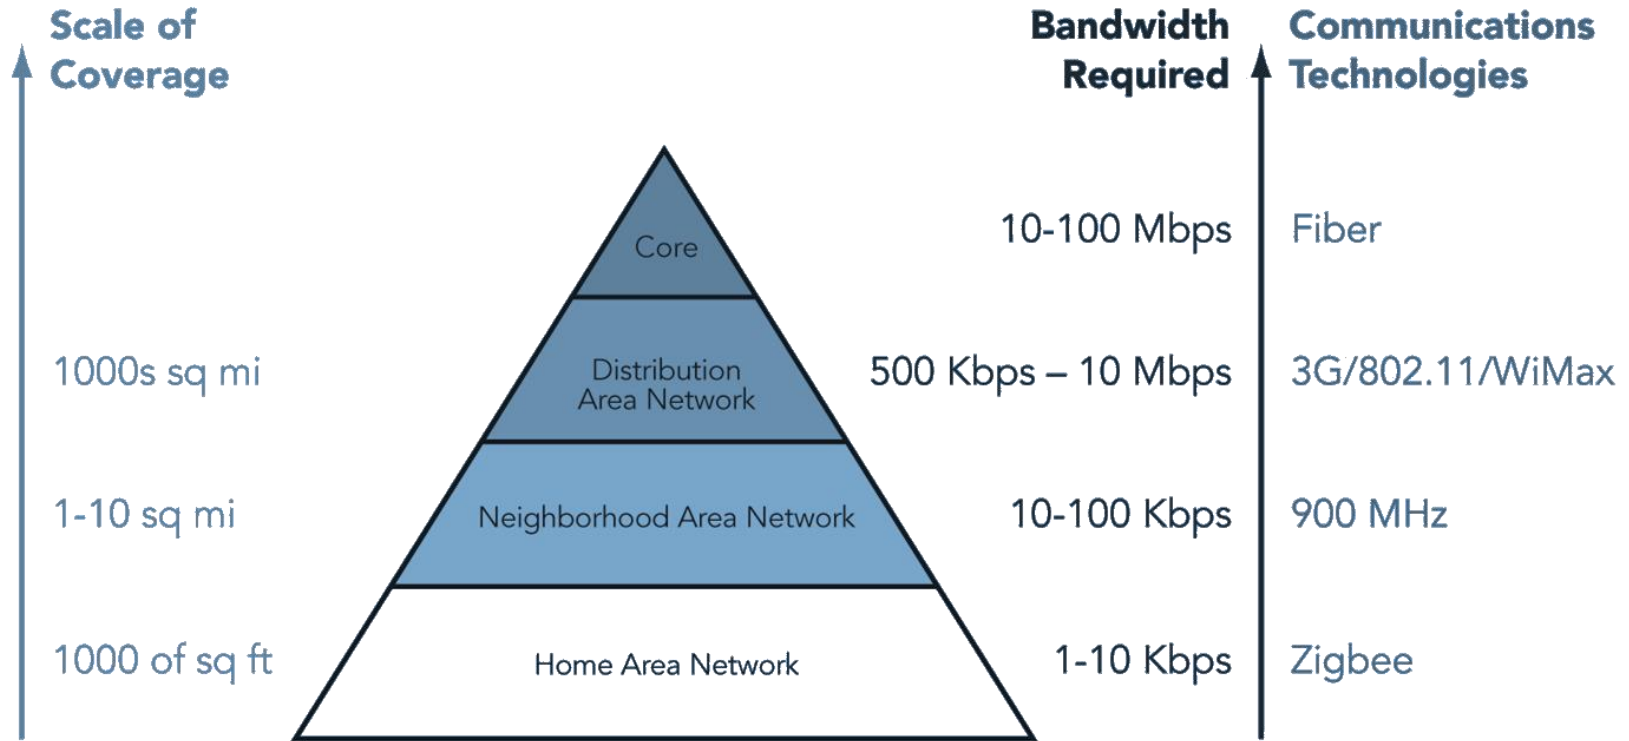 Scale of
Coverage
Bandwidth
Required
Communications
Technologies
Core
10-100 Mbps
Fiber
1000s sq mi
Distribution
Area Network
500 Kbps – 10 Mbps
3G/802.11/WiMax
1-10 sq mi
Neighborhood Area Network
10-100 Kbps
900 MHz
1000 of sq ft
Home Area Network
1-10 Kbps
Zigbee